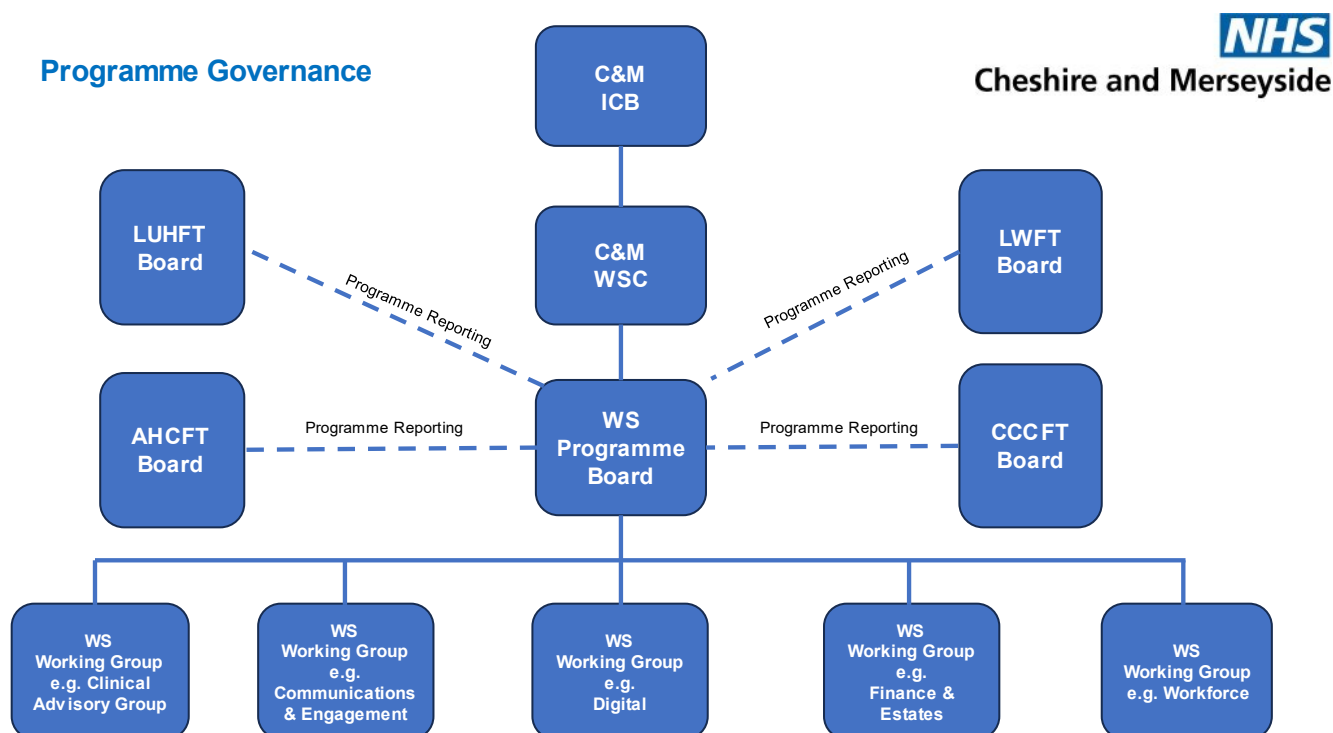 Programme Governance
NHS
Cheshire and Merseyside
C&M
ICB
LUHFT
Board
C&M
WSC
LWFT
Board
Programme Reporting
Programme Reporting
AHCFT
Board
Programme Reporting
WS
Programme
Board
Programme Reporting
CCCFT
Board
WS
Working Group
e.g. Clinical
Advisory Group
WS
Working Group
e.g.
Communications
& Engagement
WS
Working Group
e.g.
Digital
WS
Working Group
e.g.
Finance &
Estates
WS
Working Group
e.g. Workforce